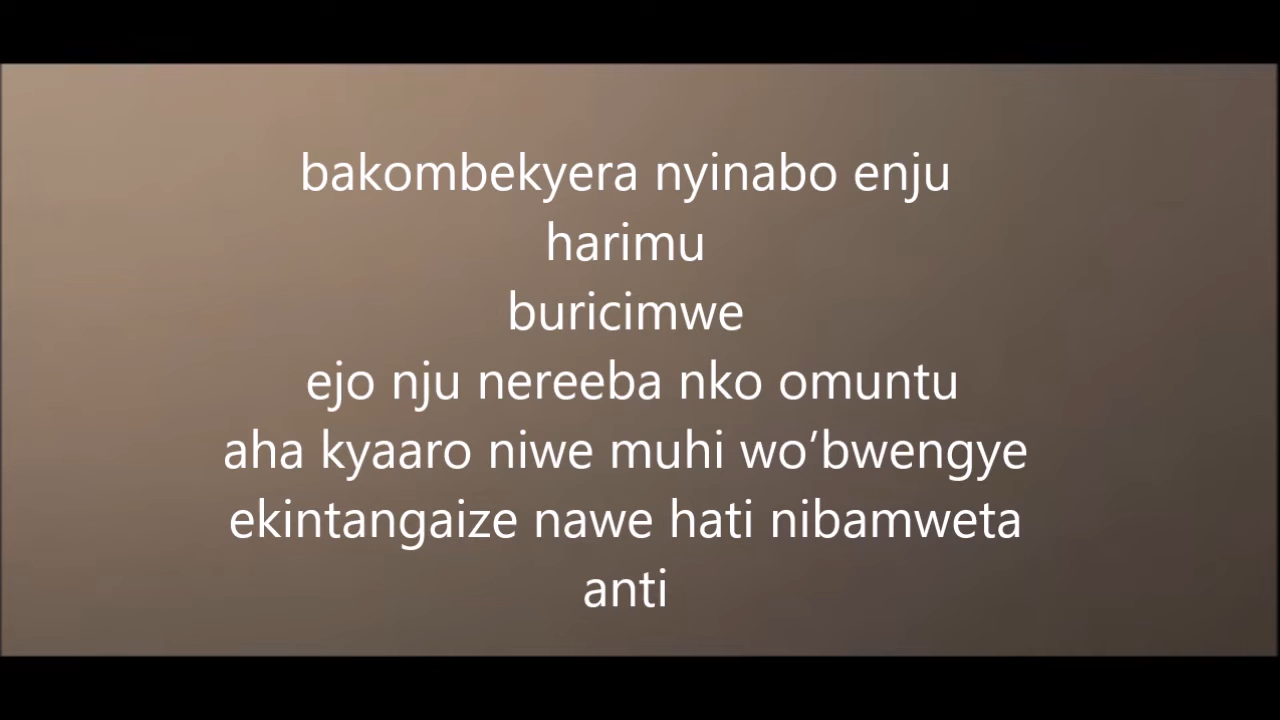 bakombekyera nyinabo enju
harimu
buricimwe
ejo nju nereeba nko omuntu
aha kyaaro niwe muhi wo’bwengye
ekintangaize nawe hati nibamweta
anti